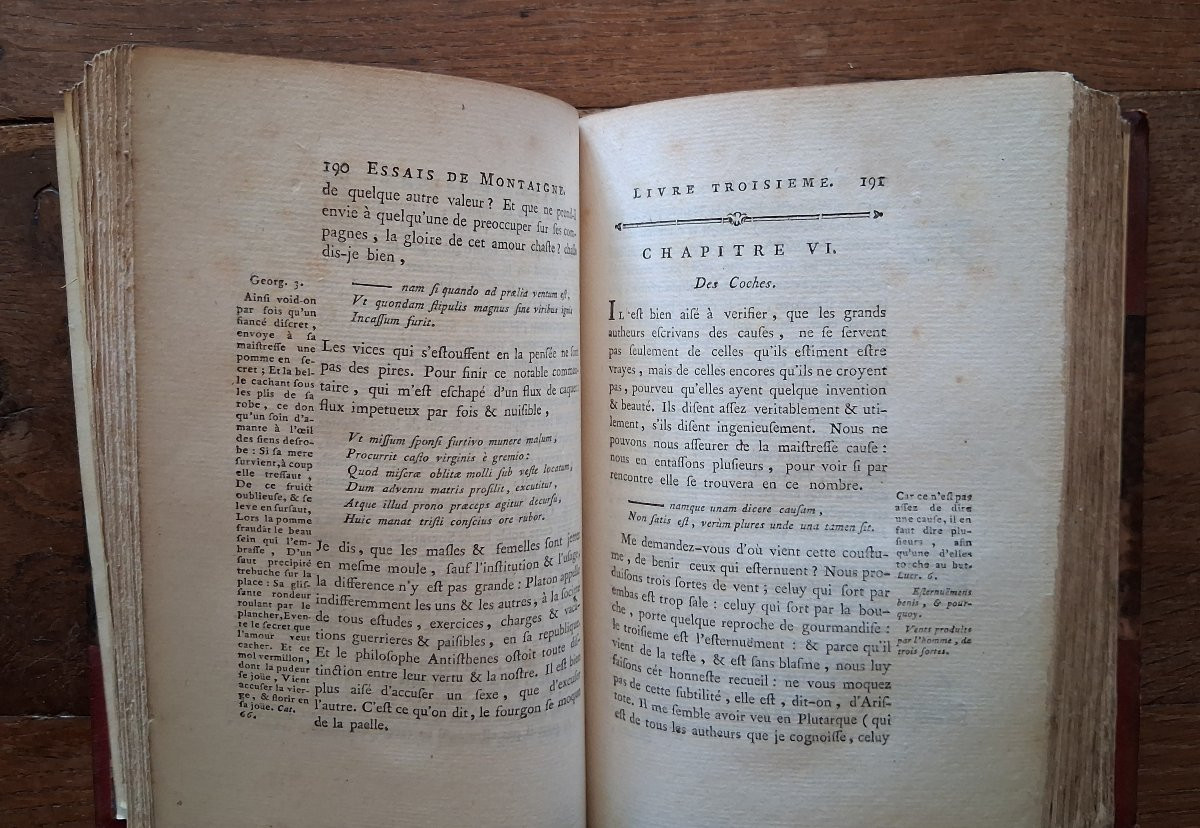 190 ESSAIS DE MONTAIGNE.
de quelque autre valeur? Et que ne prend-il
envie à quelqu'une de preoccuper ſur ſes com-
pagnes, la gloire de cet amour chaſte? chaſte
dis-je bien,
—— nam ſi quando ad prælia ventum eſt,
Vt quondam ſtipulis magnus ſine viribus ignis
Incaſſum furit.
Georg. 3.
Les vices qui s'eſtouffent en la penſée ne ſont
pas des pires. Pour finir ce notable commen-
taire, qui m'eſt eſchapé d'un flux de caquet:
flux impetueux par fois & nuiſible,
Vt miſſum ſponſi furtivo munere malum,
Procurrit caſto virginis è gremio:
Quod miſeræ oblitæ molli ſub veſte locatum,
Dum adventu matris proſilit, excutitur,
Atque illud prono præceps agitur decurſu,
Huic manat triſti conſcius ore rubor.
Je dis, que les maſles & femelles ſont jettez
en meſme moule, ſauf l'inſtitution & l'uſage,
la difference n'y eſt pas grande: Platon appelle
indifferemment les uns & les autres, à la ſocieté
de tous eſtudes, exercices, charges & vaca-
tions guerrieres & paiſibles, en ſa republique.
Et le philoſophe Antiſthenes oſtoit toute diſ-
tinction entre leur vertu & la noſtre. Il eſt bien
plus aiſé d'accuſer un ſexe, que d'excuſer
l'autre. C'eſt ce qu'on dit, le fourgon ſe moque
de la paelle.
Ainſi void-on
par fois qu'un
fiancé diſcret,
envoye à ſa
maiſtreſſe une
pomme en ſe-
cret; Et la bel-
le cachant ſous
les plis de ſa
robe, ce don
qu'un ſoin d'a-
mante à l'œil
des ſiens deſro-
be: Si ſa mere
ſurvient, à coup
elle treſſaut,
De ce fruict
oublieuſe, & ſe
leve en ſurſaut,
Lors la pomme
fraudat le beau
ſein qui l'em-
braſſe, D'un
ſaut precipité
trebuche ſur la
place: Sa gliſ-
ſante rondeur
roulant par le
plancher, Even-
te le ſecret que
l'amour veut
cacher. Et ce
mol vermillon,
dont la pudeur
ſe joüe, Vient
accuſer la vier-
ge, & florir en
ſa joüe. Cat.
66.
LIVRE TROISIEME. 191
CHAPITRE VI.
Des Coches.
IL eſt bien aiſé à verifier, que les grands
autheurs eſcrivans des cauſes, ne ſe ſervent
pas ſeulement de celles qu'ils eſtiment eſtre
vrayes, mais de celles encores qu'ils ne croyent
pas, pourveu qu'elles ayent quelque invention
& beauté. Ils diſent aſſez veritablement & uti-
lement, s'ils diſent ingenieuſement. Nous ne
pouvons nous aſſeurer de la maiſtreſſe cauſe:
nous en entaſſons pluſieurs, pour voir ſi par
rencontre elle ſe trouvera en ce nombre.
—— namque unam dicere cauſam,
Non ſatis eſt, verùm plures unde una tamen ſit.
Me demandez-vous d'où vient cette couſtu-
me, de benir ceux qui eſternuent? Nous pro-
duiſons trois ſortes de vent; celuy qui ſort par
embas eſt trop ſale: celuy qui ſort par la bou-
che, porte quelque reproche de gourmandiſe:
le troiſieme eſt l'eſternuëment: & parce qu'il
vient de la teſte, & eſt ſans blaſme, nous luy
faiſons cét honneſte recueil: ne vous moquez
pas de cette ſubtilité, elle eſt, dit-on, d'Ariſ-
tote. Il me ſemble avoir veu en Plutarque (qui
eſt de tous les autheurs que je cognoiſſe, celuy
Car ce n'eſt pas
aſſez de dire
une cauſe, il en
faut dire plu-
ſieurs, afin
qu'une d'elles
touche au but.
Lucr. 6.
Eſternuëmens
benis, & pour-
quoy.
Vents produits
par l'homme, de
trois ſortes.